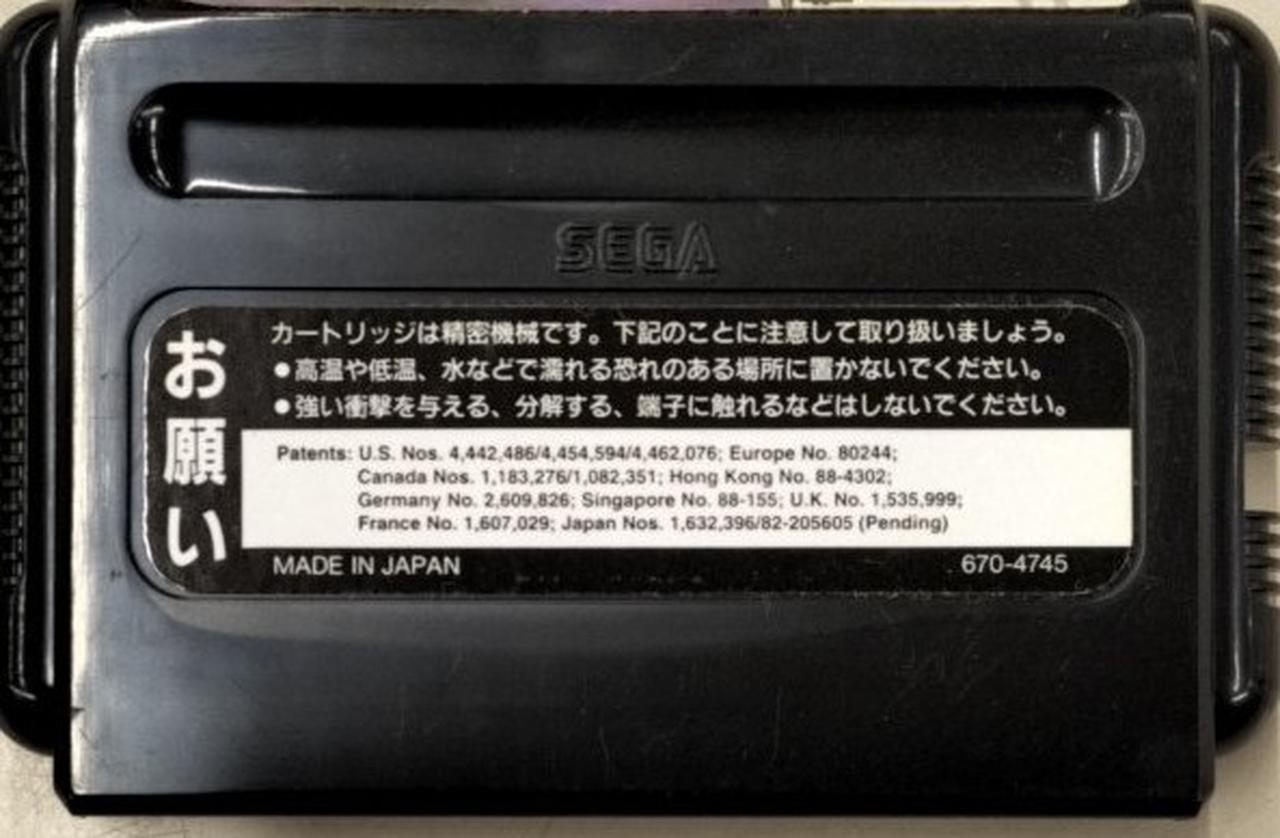 SEGA
お願い
カートリッジは精密機械です。下記のことに注意して取り扱いましょう。
●高温や低温、水などで濡れる恐れのある場所に置かないでください。
●強い衝撃を与える、分解する、端子に触れるなどはしないでください。
Patents: U.S. Nos. 4,442,486/4,454,594/4,462,076; Europe No. 80244;
Canada Nos. 1,183,276/1,082,351; Hong Kong No. 88-4302;
Germany No. 2,609,826; Singapore No. 88-155; U.K. No. 1,535,999;
France No. 1,607,029; Japan Nos. 1,632,396/82-205605 (Pending)
MADE IN JAPAN 670-4745